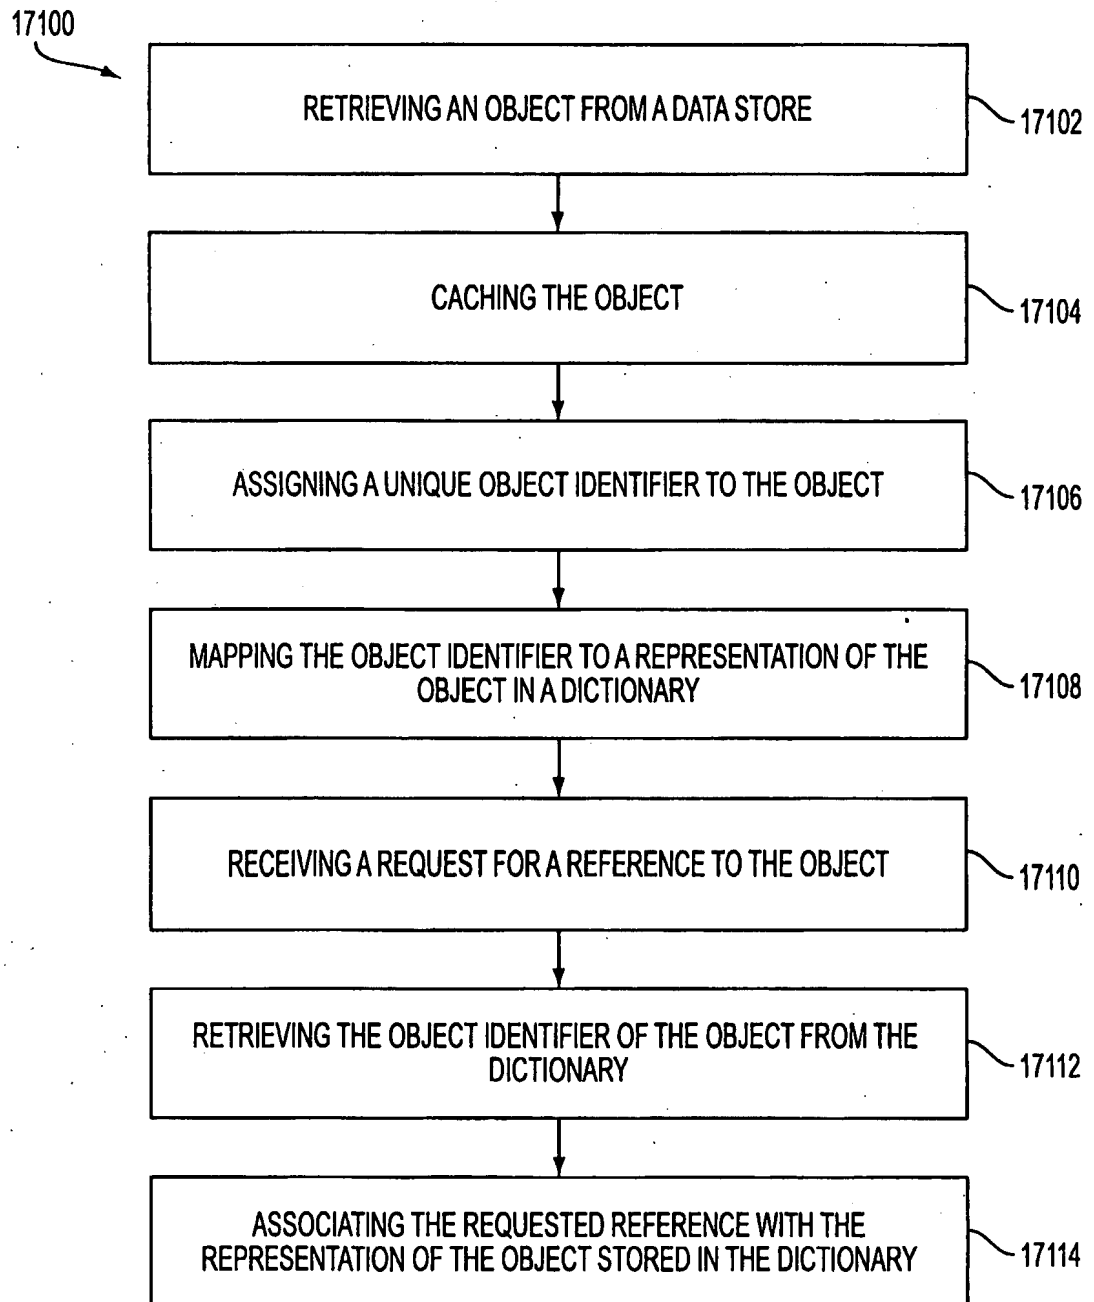 17100
RETRIEVING AN OBJECT FROM A DATA STORE
17102
CACHING THE OBJECT
17104
ASSIGNING A UNIQUE OBJECT IDENTIFIER TO THE OBJECT
17106
MAPPING THE OBJECT IDENTIFIER TO A REPRESENTATION OF THE
OBJECT IN A DICTIONARY
17108
RECEIVING A REQUEST FOR A REFERENCE TO THE OBJECT
17110
RETRIEVING THE OBJECT IDENTIFIER OF THE OBJECT FROM THE
DICTIONARY
17112
ASSOCIATING THE REQUESTED REFERENCE WITH THE
REPRESENTATION OF THE OBJECT STORED IN THE DICTIONARY
17114